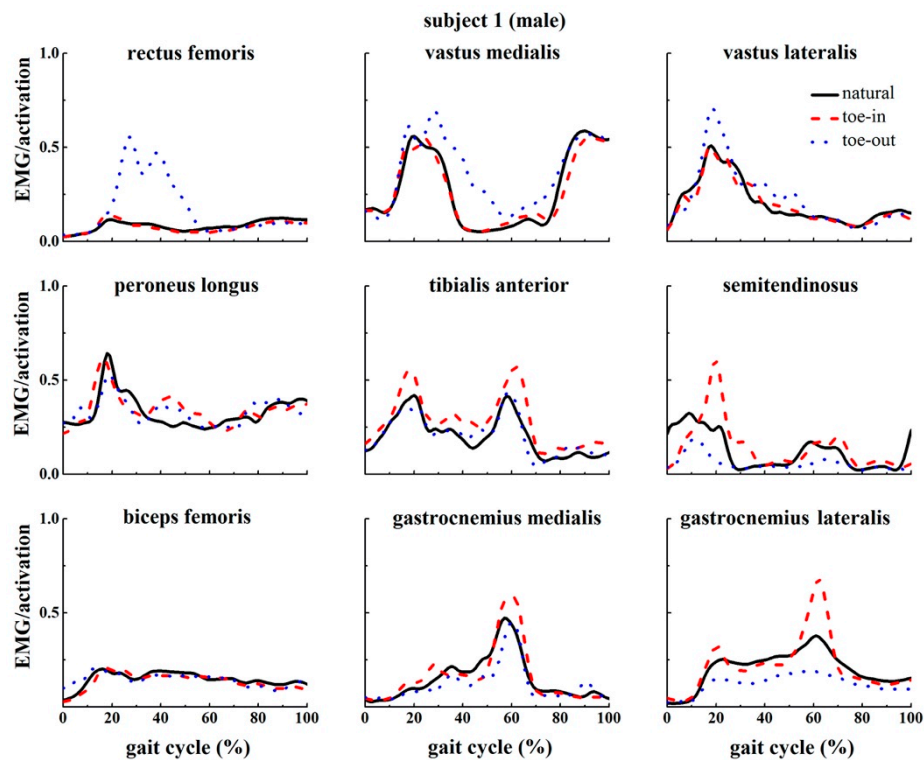 subject 1 (male)
rectus femoris
vastus medialis
vastus lateralis
natural
toe-in
toe-out
EMG/activation
1.0
0.5
0.0
peroneus longus
tibialis anterior
semitendinosus
EMG/activation
1.0
0.5
0.0
biceps femoris
gastrocnemius medialis
gastrocnemius lateralis
EMG/activation
1.0
0.5
0 20 40 60 80 100
0 20 40 60 80 100
0 20 40 60 80 100
gait cycle (%)
gait cycle (%)
gait cycle (%)